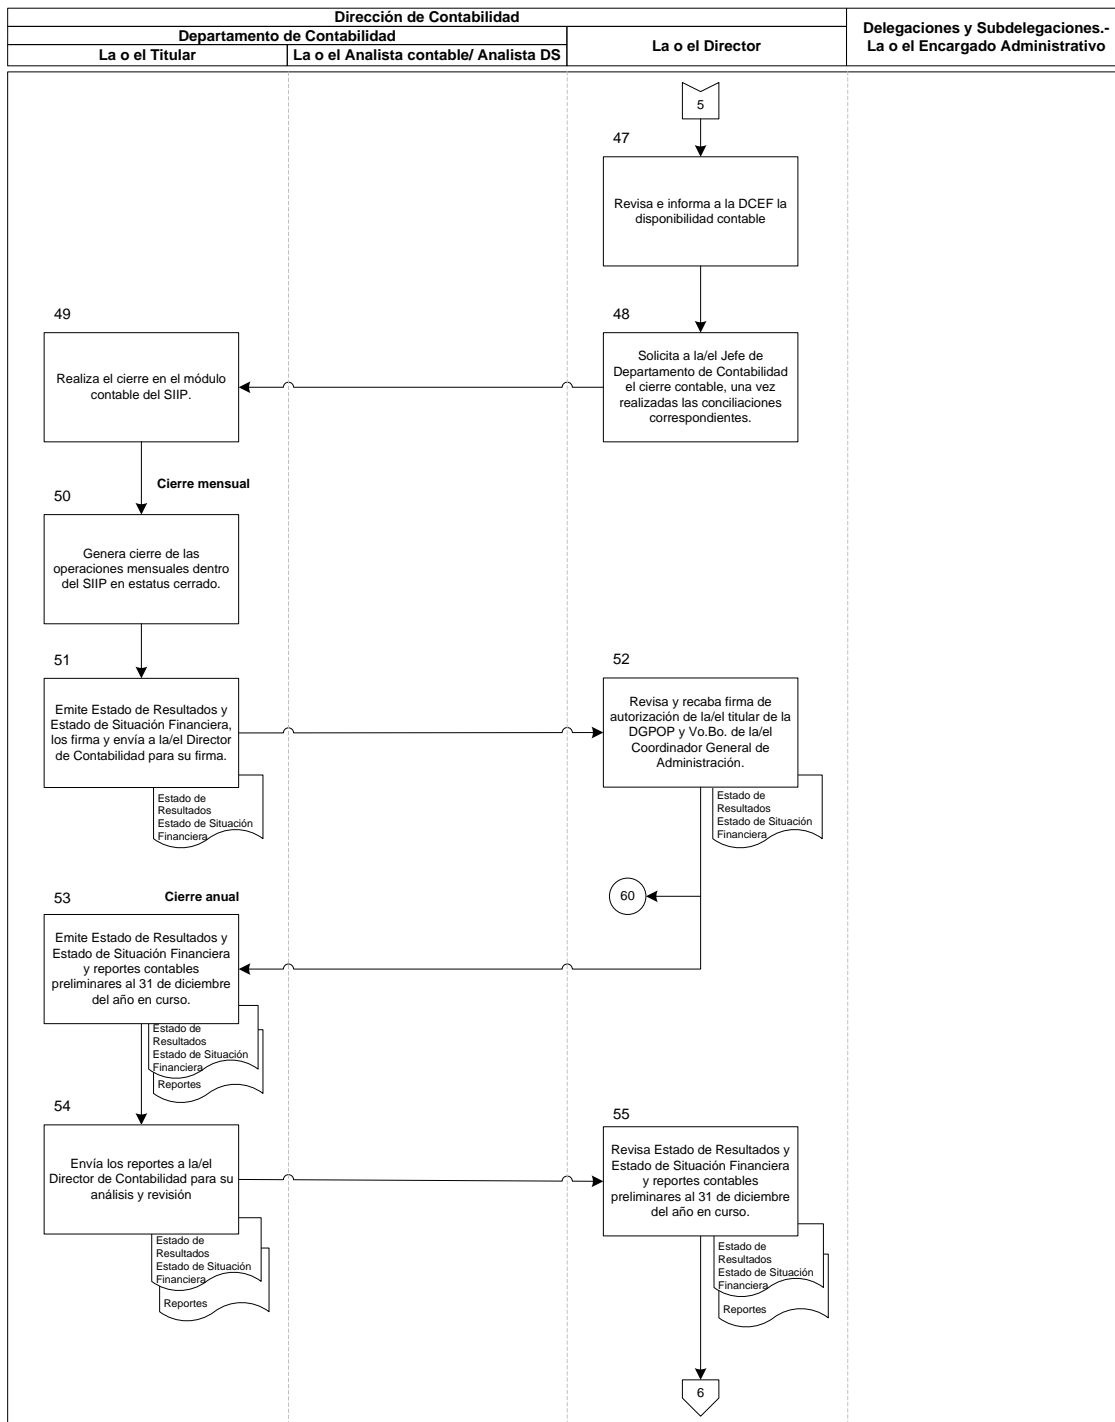 Dirección de Contabilidad
Departamento de Contabilidad
La o el Titular
La o el Analista contable/ Analista DS
La o el Director
Delegaciones y Subdelegaciones.-
La o el Encargado Administrativo
5
47
Revisa e informa a la DCEF la
disponibilidad contable
49
48
Realiza el cierre en el módulo
contable del SIIP.
Solicita a la/el Jefe de
Departamento de Contabilidad
el cierre contable, una vez
realizadas las conciliaciones
correspondientes.
Cierre mensual
50
Genera cierre de las
operaciones mensuales dentro
del SIIP en estatus cerrado.
51
52
Emite Estado de Resultados y
Estado de Situación Financiera,
los firma y envía a la/el Director
de Contabilidad para su firma.
Revisa y recaba firma de
autorización de la/el titular de la
DGPOP y Vo.Bo. de la/el
Coordinador General de
Administración.
Estado de
Resultados
Estado de Situación
Financiera
Estado de
Resultados
Estado de Situación
Financiera
53
Cierre anual
60
Emite Estado de Resultados y
Estado de Situación Financiera
y reportes contables
preliminares al 31 de diciembre
del año en curso.
Estado de
Resultados
Estado de Situación
Financiera
Reportes
54
55
Envía los reportes a la/el
Director de Contabilidad para su
análisis y revisión
Revisa Estado de Resultados y
Estado de Situación Financiera
y reportes contables
preliminares al 31 de diciembre
del año en curso.
Estado de
Resultados
Estado de Situación
Financiera
Reportes
Estado de
Resultados
Estado de Situación
Financiera
Reportes
6